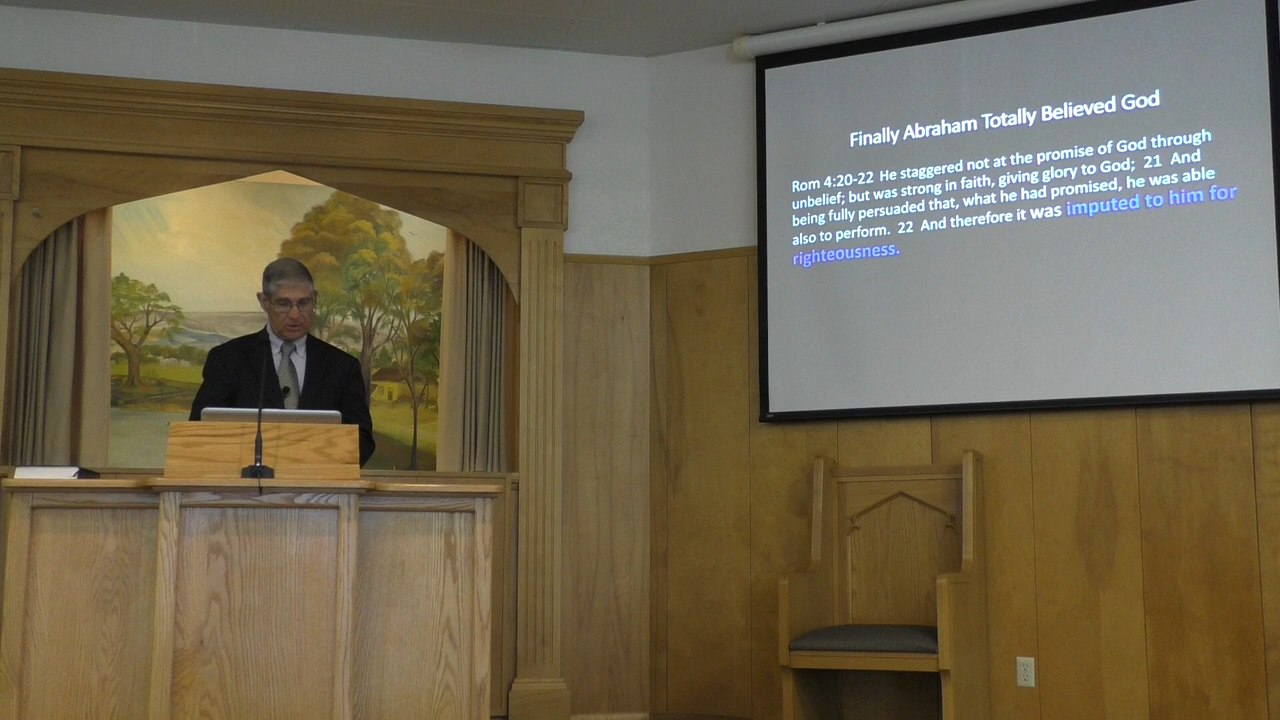 Finally Abraham Totally Believed God
Rom 4:20-22 He staggered not at the promise of God through
unbelief; but was strong in faith, giving glory to God; 21 And
being fully persuaded that, what he had promised, he was able
also to perform. 22 And therefore it was imputed to him for
righteousness.